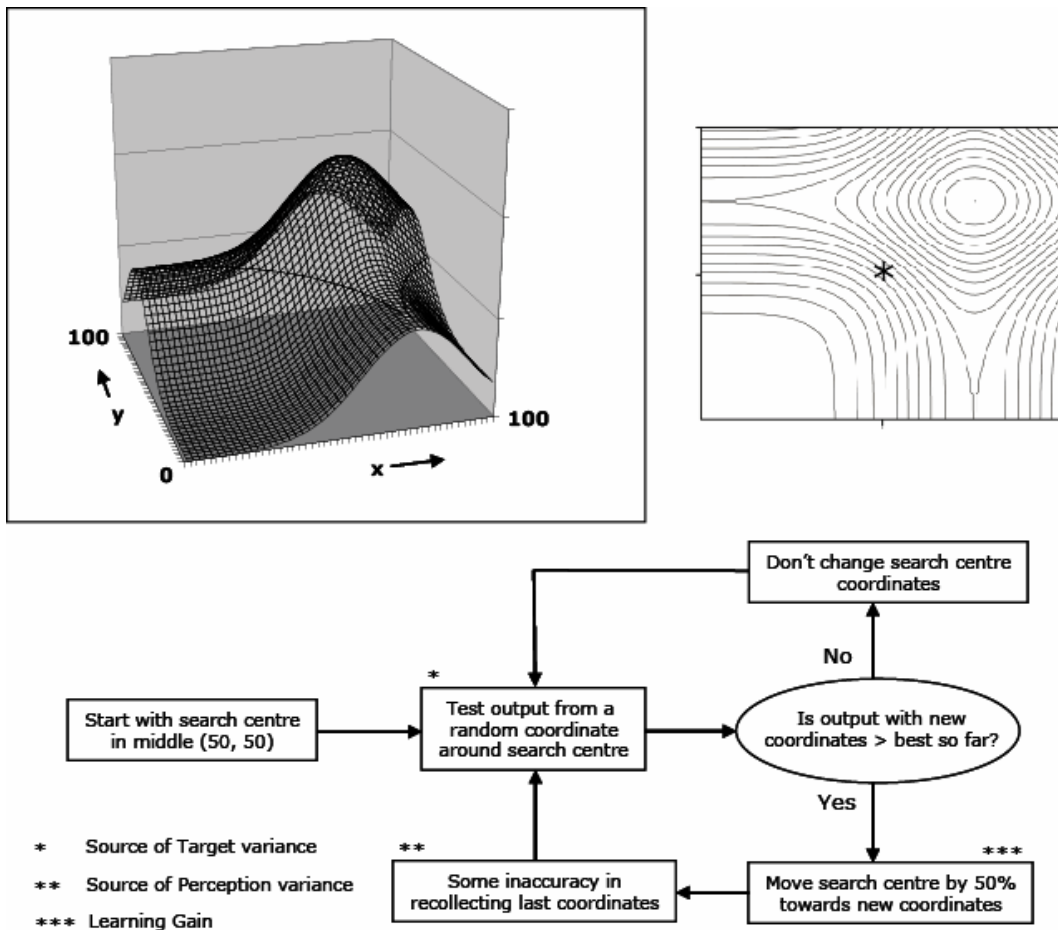 100
y
0
x
100
*
Don't change search centre
coordinates
No
*
Start with search centre
in middle (50, 50)
Test output from a
random coordinate
around search centre
Is output with new
coordinates > best so far?
Yes
* Source of Target variance
** Source of Perception variance
*** Learning Gain
**
Some inaccuracy in
recollecting last coordinates
***
Move search centre by 50%
towards new coordinates